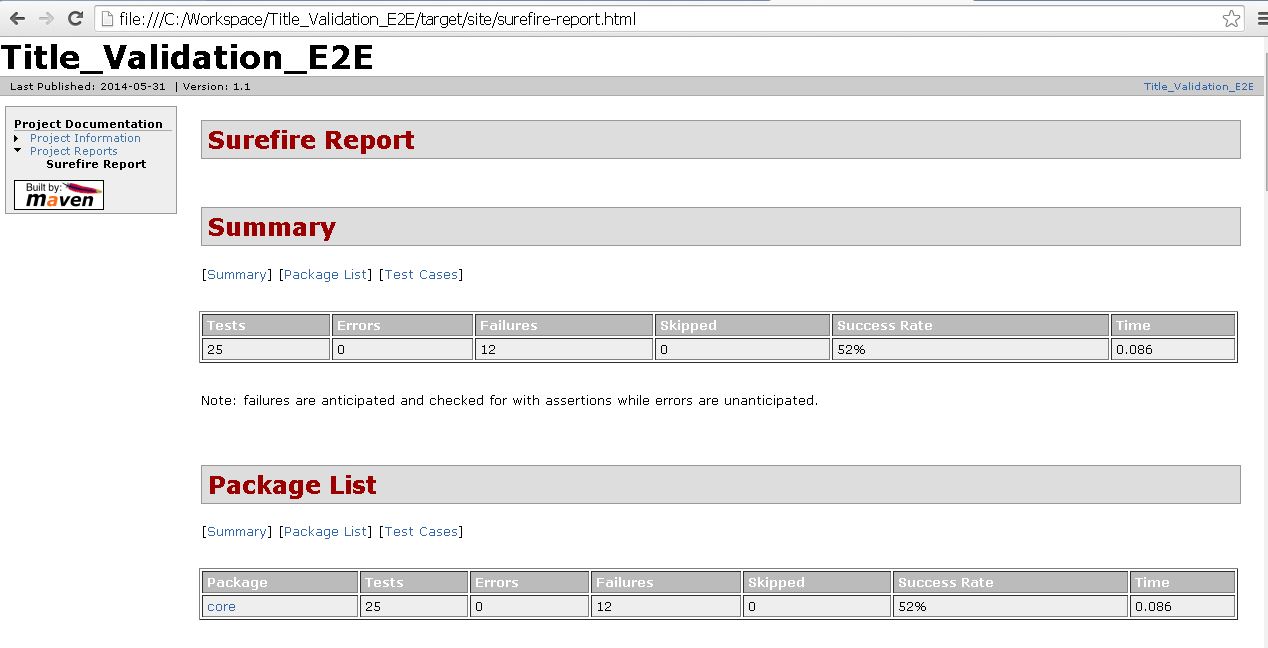 file:///C:/Workspace/Title_Validation_E2E/target/site/surefire-report.html
Title_Validation_E2E
Last Published: 2014-05-31 | Version: 1.1 Title_Validation_E2E
Project Documentation
Project Information
Project Reports
Surefire Report
Built by:
maven
Surefire Report
Summary
[Summary] [Package List] [Test Cases]
Tests Errors Failures Skipped Success Rate Time
25 0 12 0 52% 0.086
Note: failures are anticipated and checked for with assertions while errors are unanticipated.
Package List
[Summary] [Package List] [Test Cases]
Package Tests Errors Failures Skipped Success Rate Time
core 25 0 12 0 52% 0.086